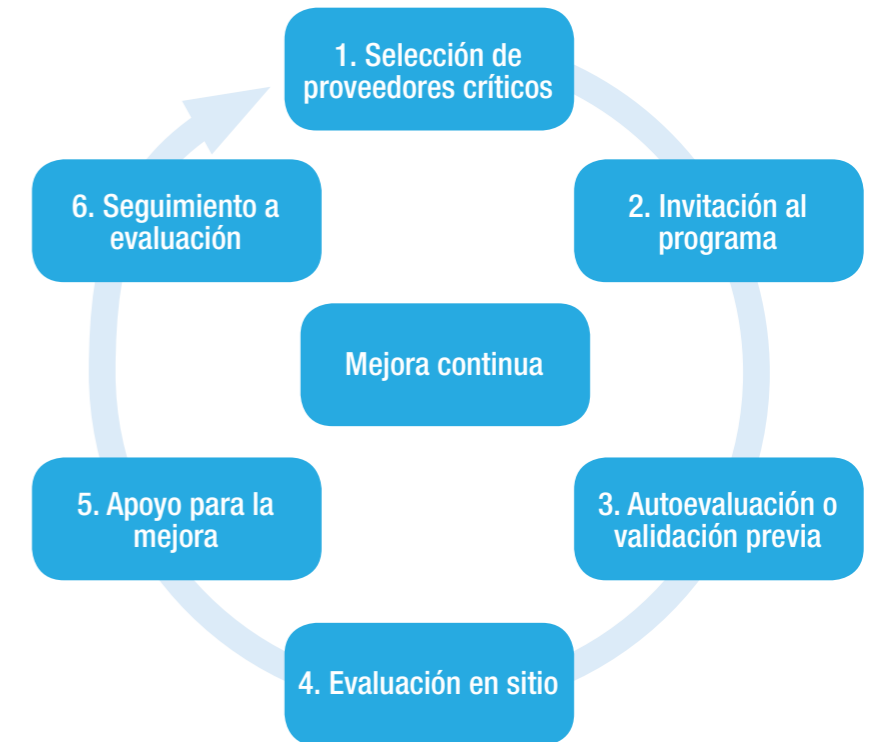 1. Selección de
proveedores críticos
2. Invitación al
programa
3. Autoevaluación o
validación previa
4. Evaluación en sitio
5. Apoyo para la
mejora
6. Seguimiento a
evaluación
Mejora continua